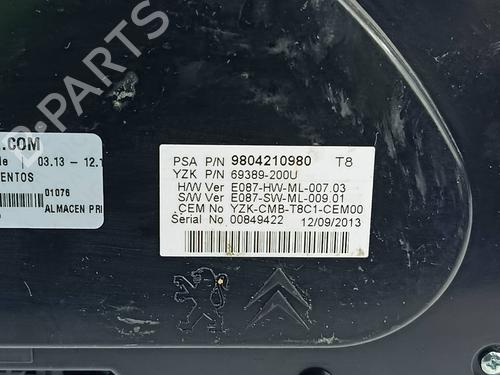 .COM
03.13 - 12.1
ENTOS
01076
ALMACEN PRI
PSA P/N 9804210980 T8
YZK P/N 69389-200U
H/W Ver E087-HW-ML-007.03
S/W Ver E087-SW-ML-009.01
CEM No YZK-CMB-T8C1-CEM00
Serial No 00849422 12/09/2013